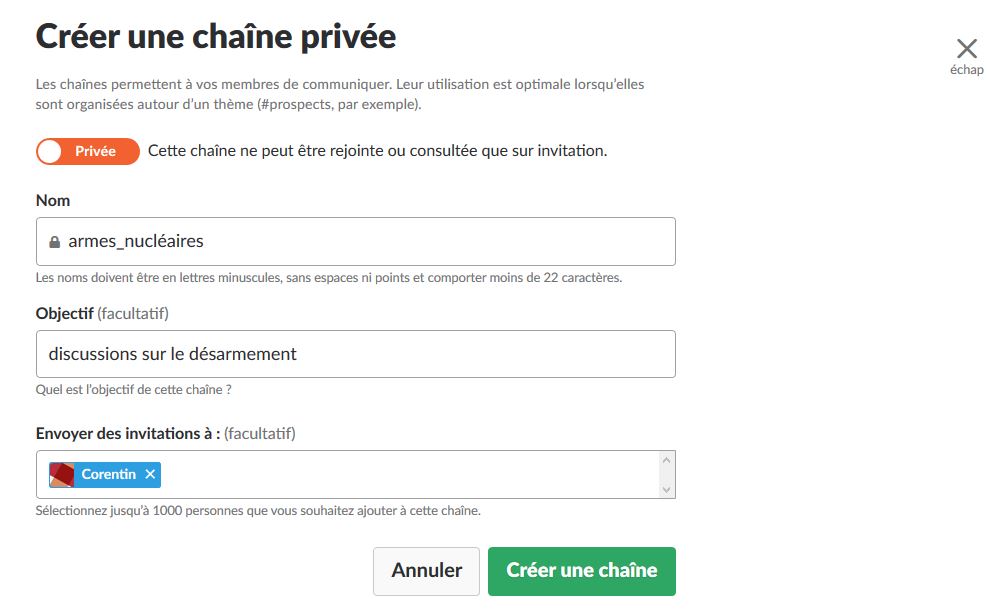 Créer une chaîne privée
échap
Les chaînes permettent à vos membres de communiquer. Leur utilisation est optimale lorsqu’elles
sont organisées autour d’un thème (#prospects, par exemple).
Privée Cette chaîne ne peut être rejointe ou consultée que sur invitation.
Nom
armes_nucléaires
Les noms doivent être en lettres minuscules, sans espaces ni points et comporter moins de 22 caractères.
Objectif (facultatif)
discussions sur le désarmement
Quel est l’objectif de cette chaîne ?
Envoyer des invitations à : (facultatif)
Corentin
Sélectionnez jusqu’à 1000 personnes que vous souhaitez ajouter à cette chaîne.
Annuler Créer une chaîne